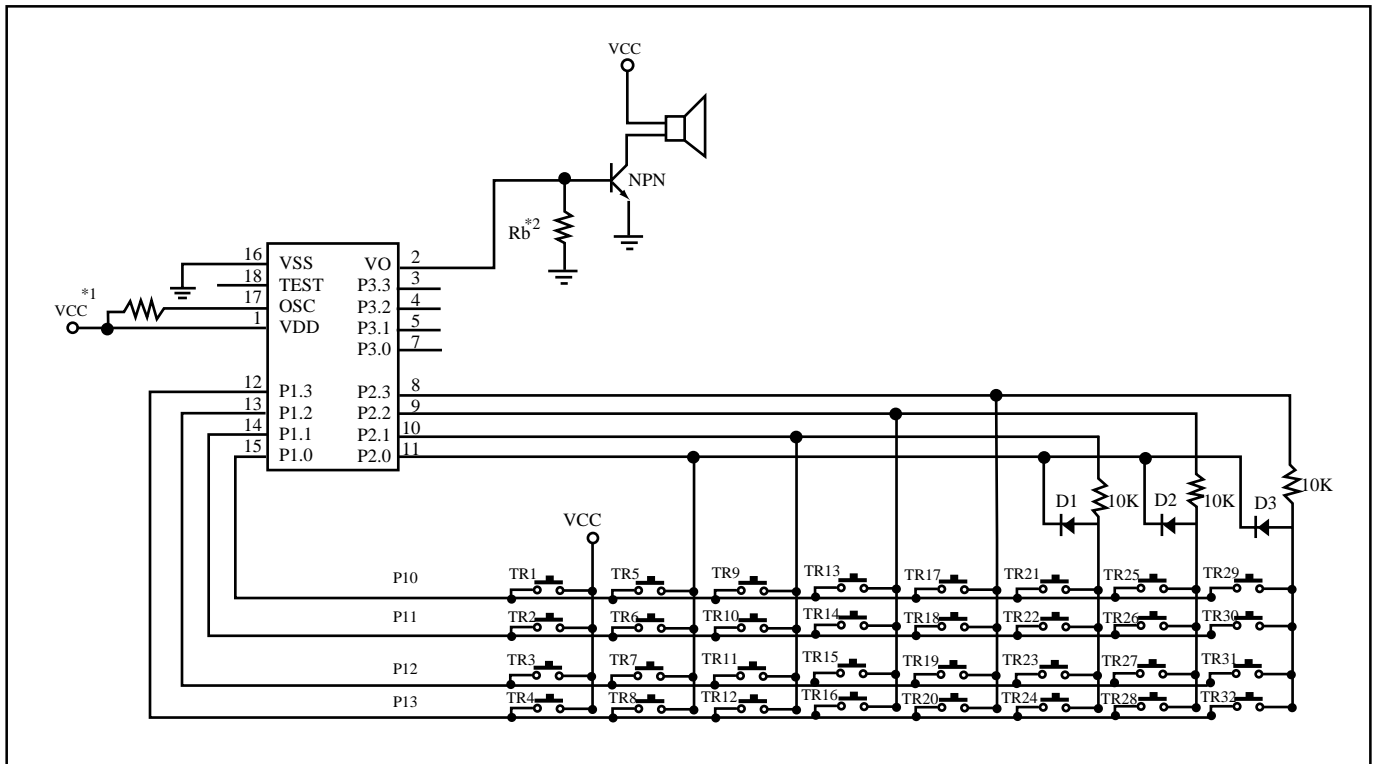 VCC
NPN
Rb*2
16 VSS VO 2
18 TEST P3.3 3
17 OSC P3.2 4
1 VDD P3.1 5
P3.0 7
*1
VCC
12 P1.3 P2.3 8
13 P1.2 P2.2 9
14 P1.1 P2.1 10
15 P1.0 P2.0 11
D1 10K D2 10K D3 10K
VCC
P10 TR1 TR5 TR9 TR13 TR17 TR21 TR25 TR29
P11 TR2 TR6 TR10 TR14 TR18 TR22 TR26 TR30
P12 TR3 TR7 TR11 TR15 TR19 TR23 TR27 TR31
P13 TR4 TR8 TR12 TR16 TR20 TR24 TR28 TR32